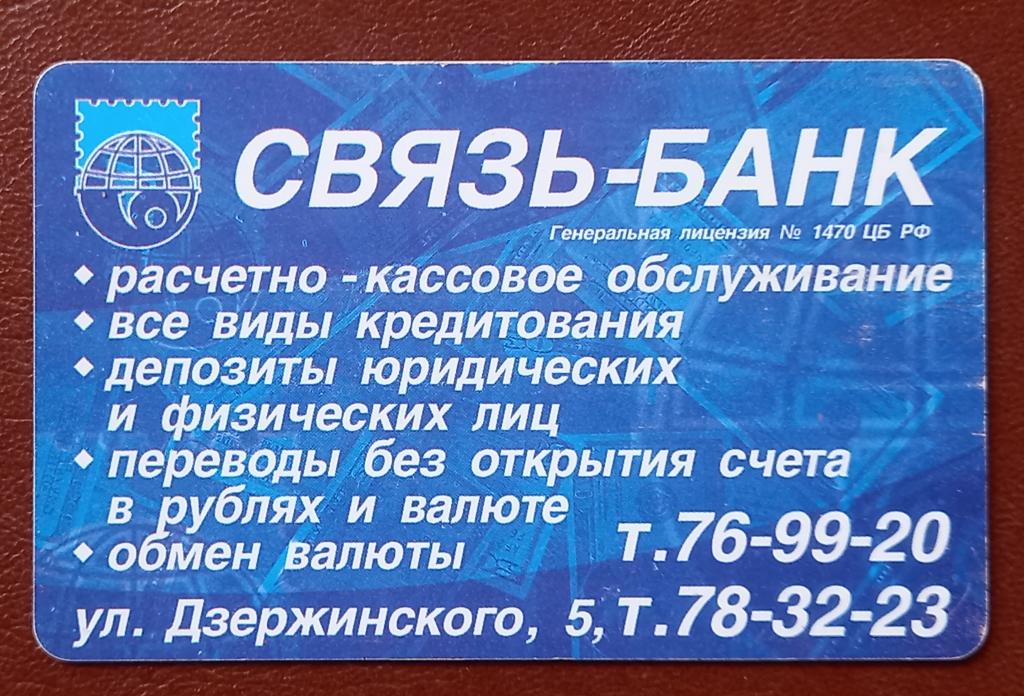 СВЯЗЬ-БАНК
Генеральная лицензия № 1470 ЦБ РФ
• расчетно - кассовое обслуживание
• все виды кредитования
• депозиты юридических
и физических лиц
• переводы без открытия счета
в рублях и валюте
• обмен валюты
т.76-99-20
ул. Дзержинского, 5, т.78-32-23